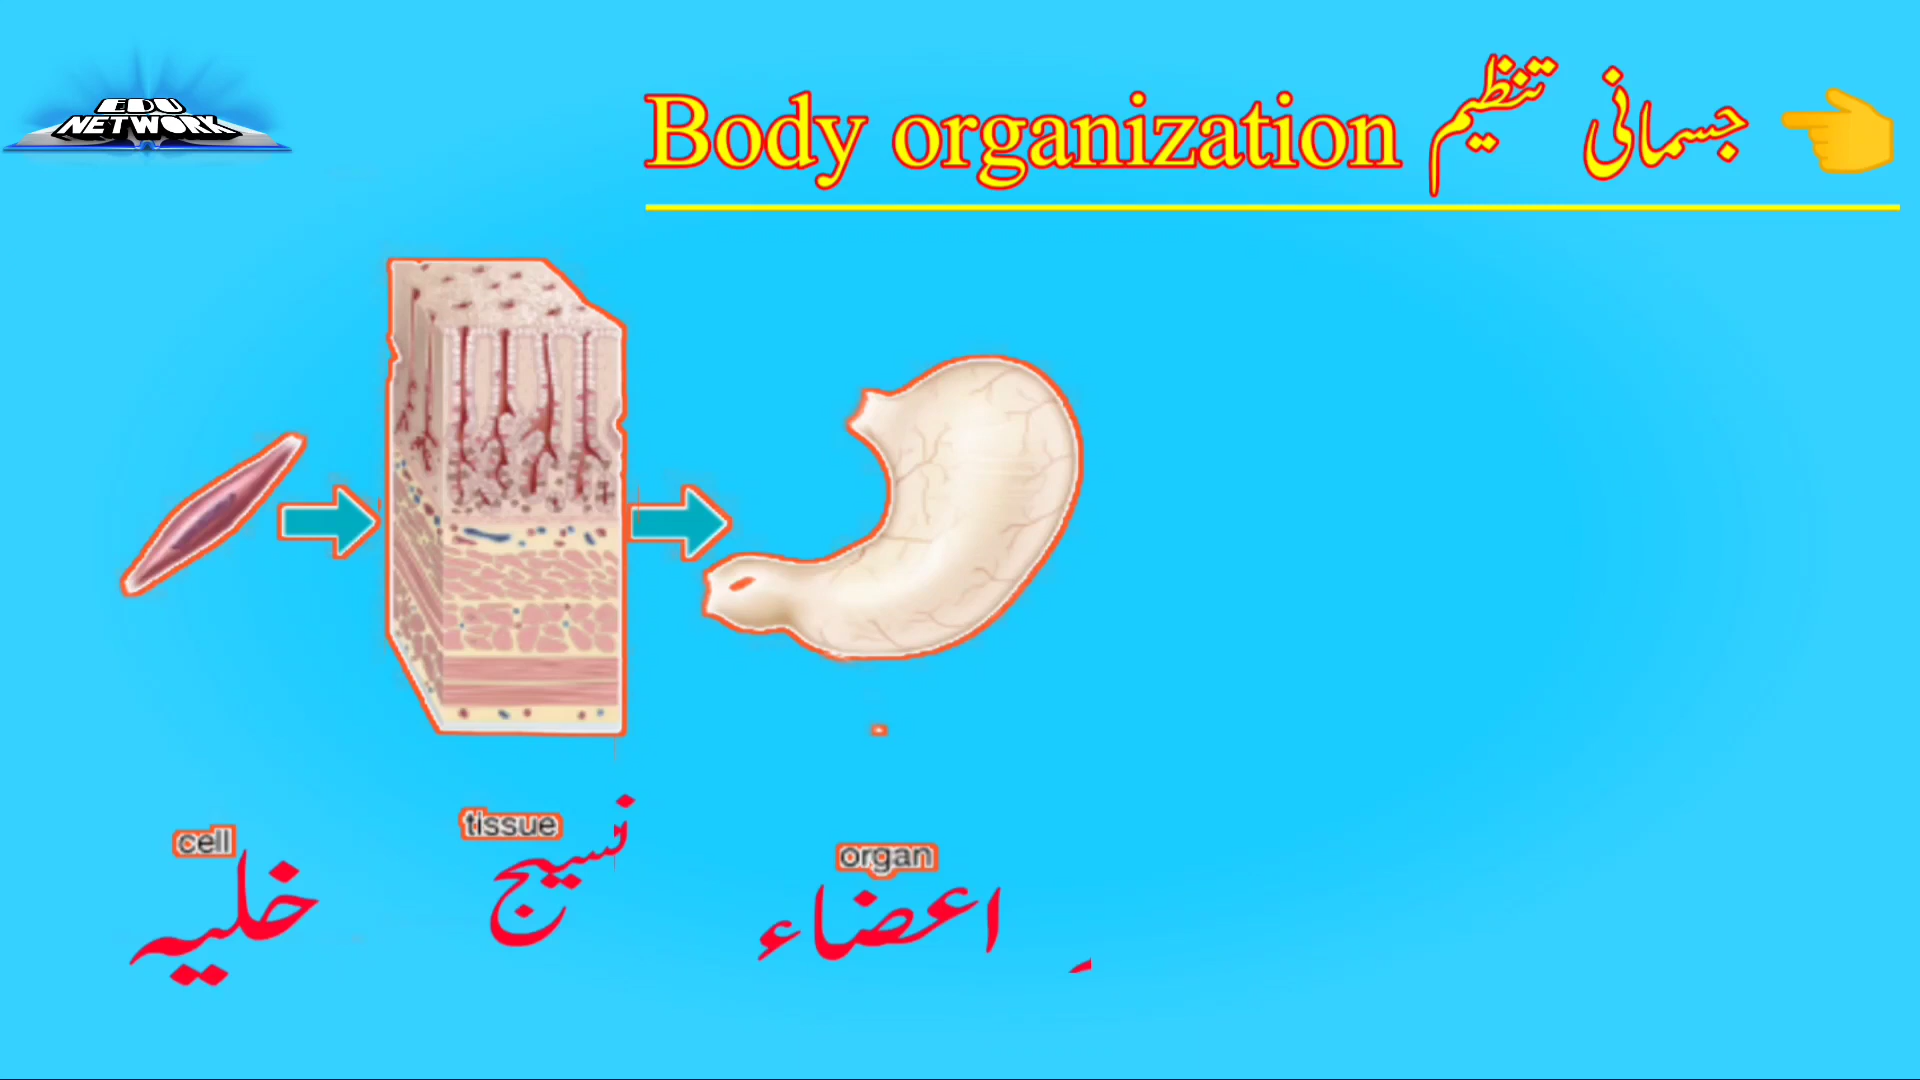 EDU
NETWORK
جسمانی تنظیم Body organization
cell
خلیہ
tissue
نسیج
organ
اعضاء